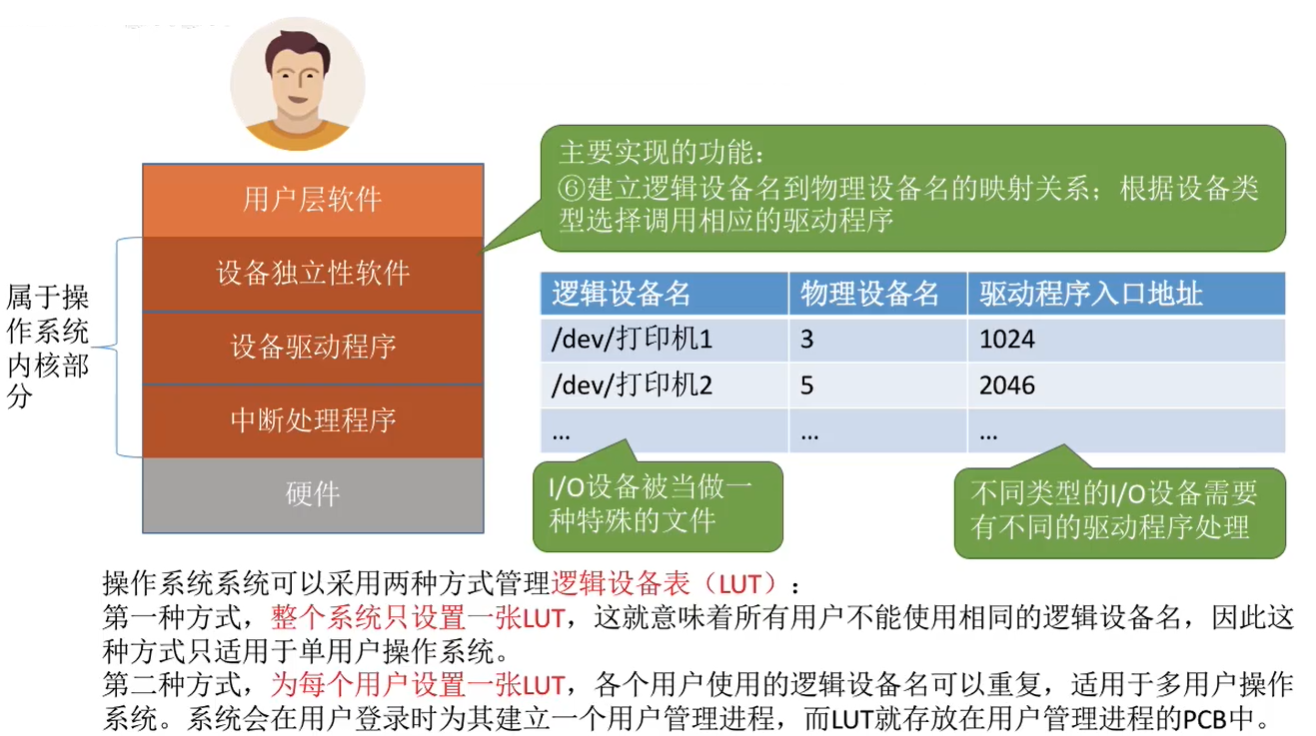 用户层软件
设备独立性软件
设备驱动程序
中断处理程序
硬件
属于操
作系统
内核部
分
主要实现的功能：
⑥建立逻辑设备名到物理设备名的映射关系；根据设备类
型选择调用相应的驱动程序
逻辑设备名 物理设备名 驱动程序入口地址
/dev/打印机1 3 1024
/dev/打印机2 5 2046
... ... ...
I/O设备被当做一
种特殊的文件
不同类型的I/O设备需要
有不同的驱动程序处理
操作系统系统可以采用两种方式管理逻辑设备表（LUT）：
第一种方式，整个系统只设置一张LUT，这就意味着所有用户不能使用相同的逻辑设备名，因此这
种方式只适用于单用户操作系统。
第二种方式，为每个用户设置一张LUT，各个用户使用的逻辑设备名可以重复，适用于多用户操作
系统。系统会在用户登录时为其建立一个用户管理进程，而LUT就存放在用户管理进程的PCB中。